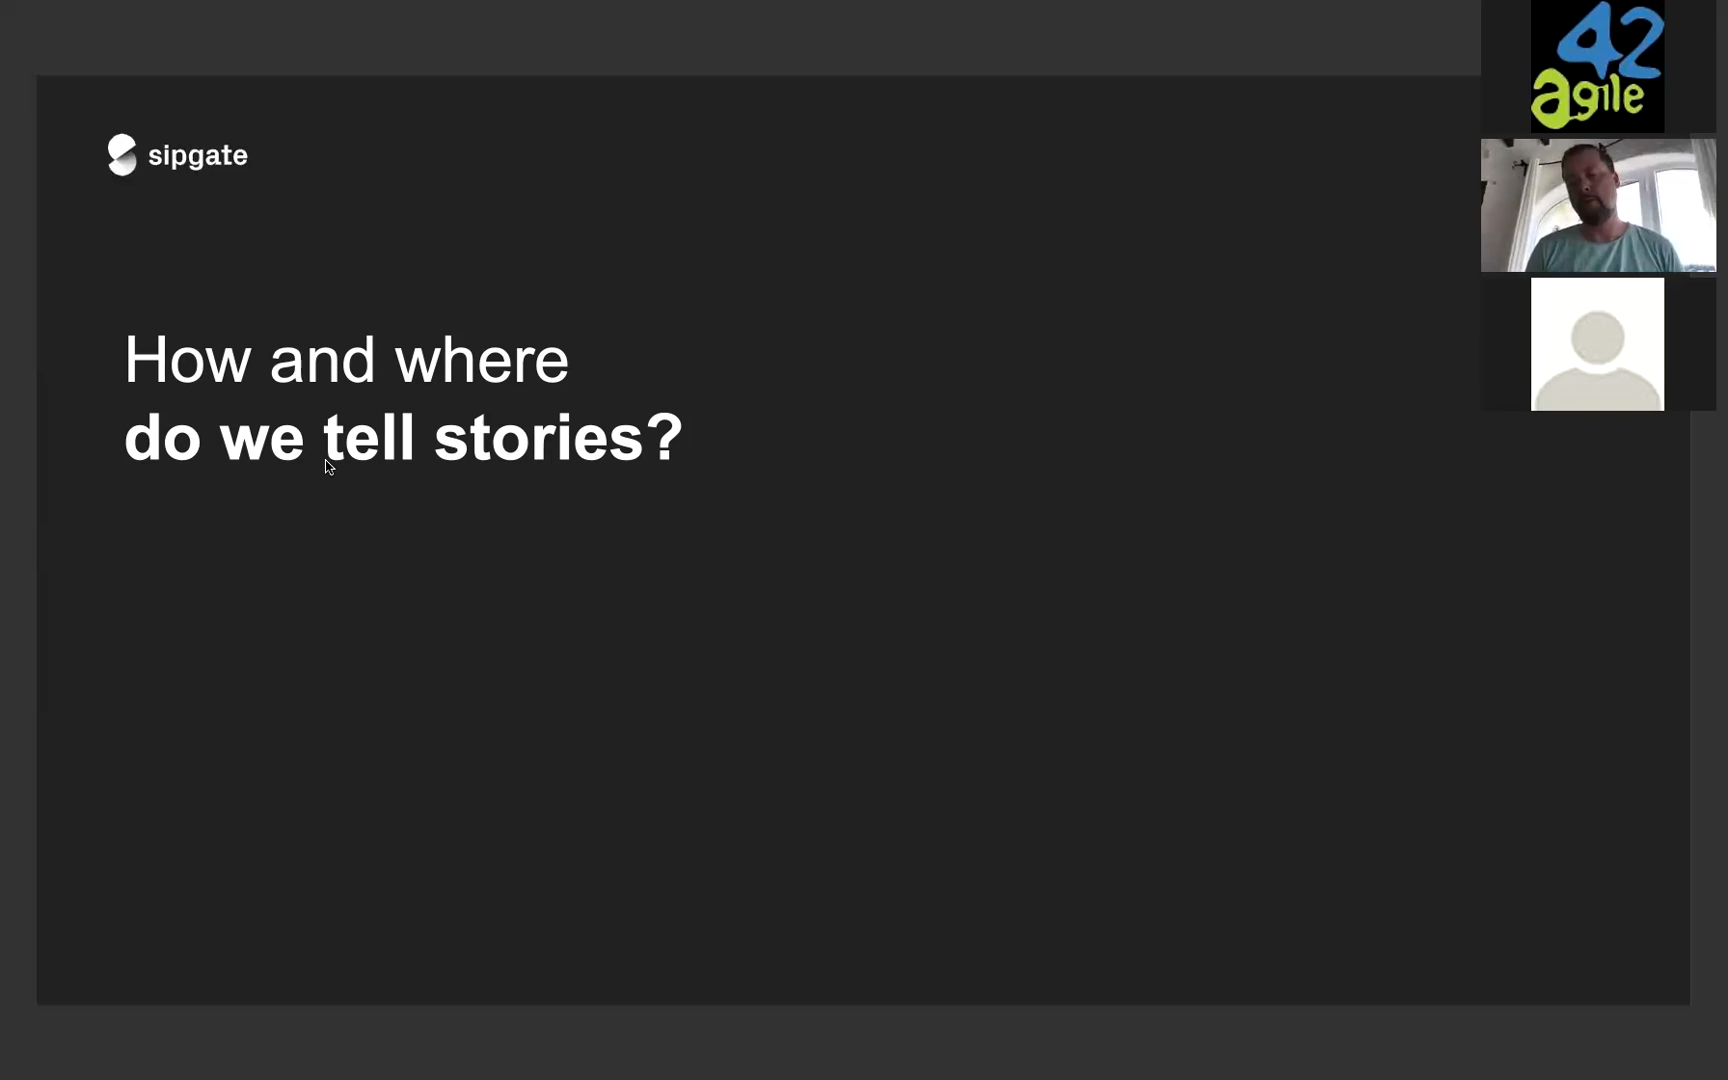 42
agile
sipgate
How and where
do we tell stories?